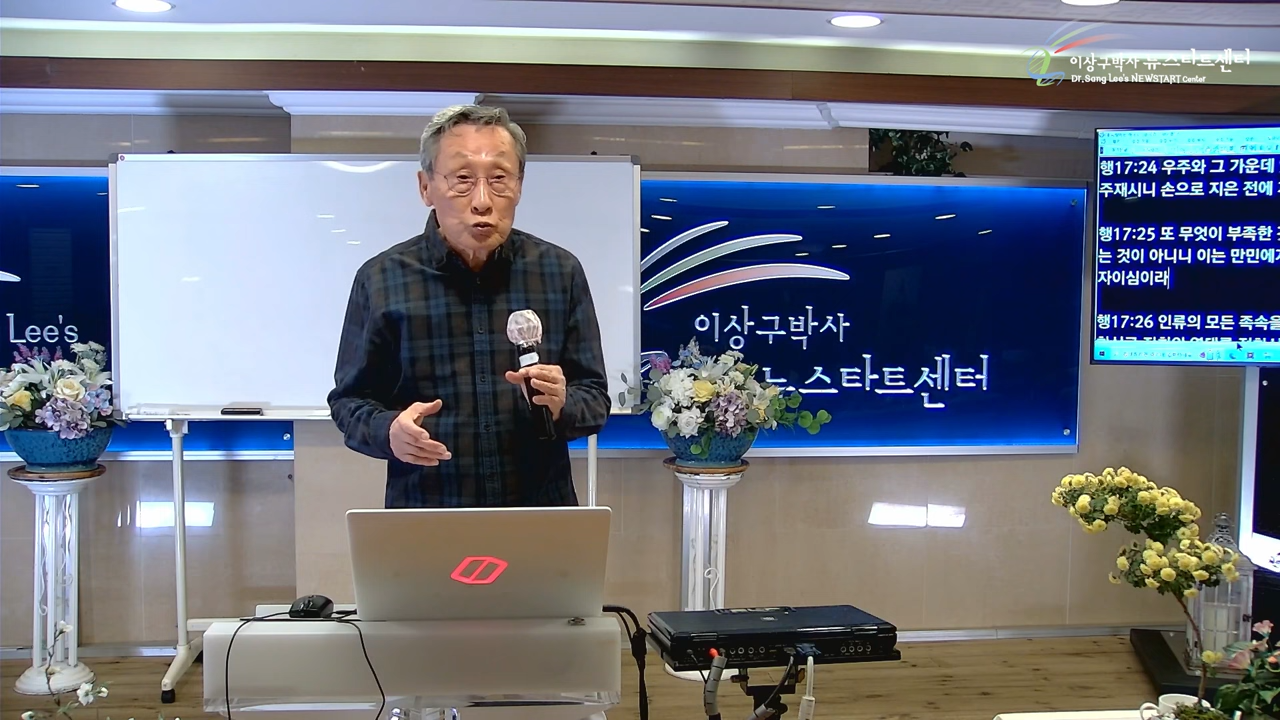 이상구박사 뉴스타트센터
Dr. Sang Lee's NEWSTART Center
행17:24 우주와 그 가운데
주재시니 손으로 지은 전에
행17:25 또 무엇이 부족한
는 것이 아니니 이는 만민에게
자이심이라
행17:26 인류의 모든 족속을
Lee's
이상구박사
뉴스타트센터